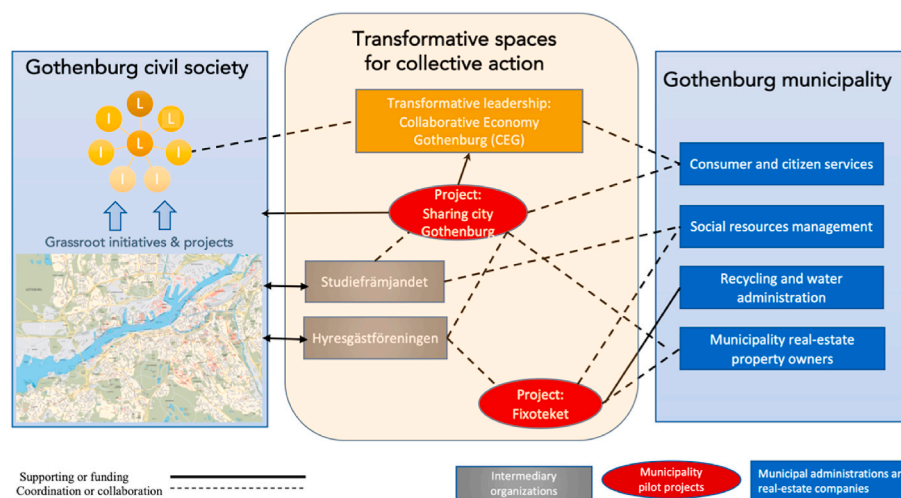 Transformative spaces
for collective action
Gothenburg civil society
Gothenburg municipality
L
I
L
L
I
I
I
I
Grassroot initiatives & projects
Transformative leadership:
Collaborative Economy
Gothenburg (CEG)
Project:
Sharing city
Gothenburg
Studiefrämjandet
Hyresgästföreningen
Project:
Fixoteket
Consumer and citizen services
Social resources management
Recycling and water
administration
Municipality real-estate
property owners
Supporting or funding
Coordination or collaboration
Intermediary
organizations
Municipality
pilot projects
Municipal administrations an
real-estate companies